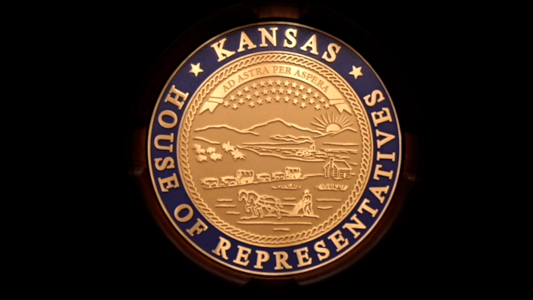 KANSAS
HOUSE OF REPRESENTATIVES
AD ASTRA PER ASPERA